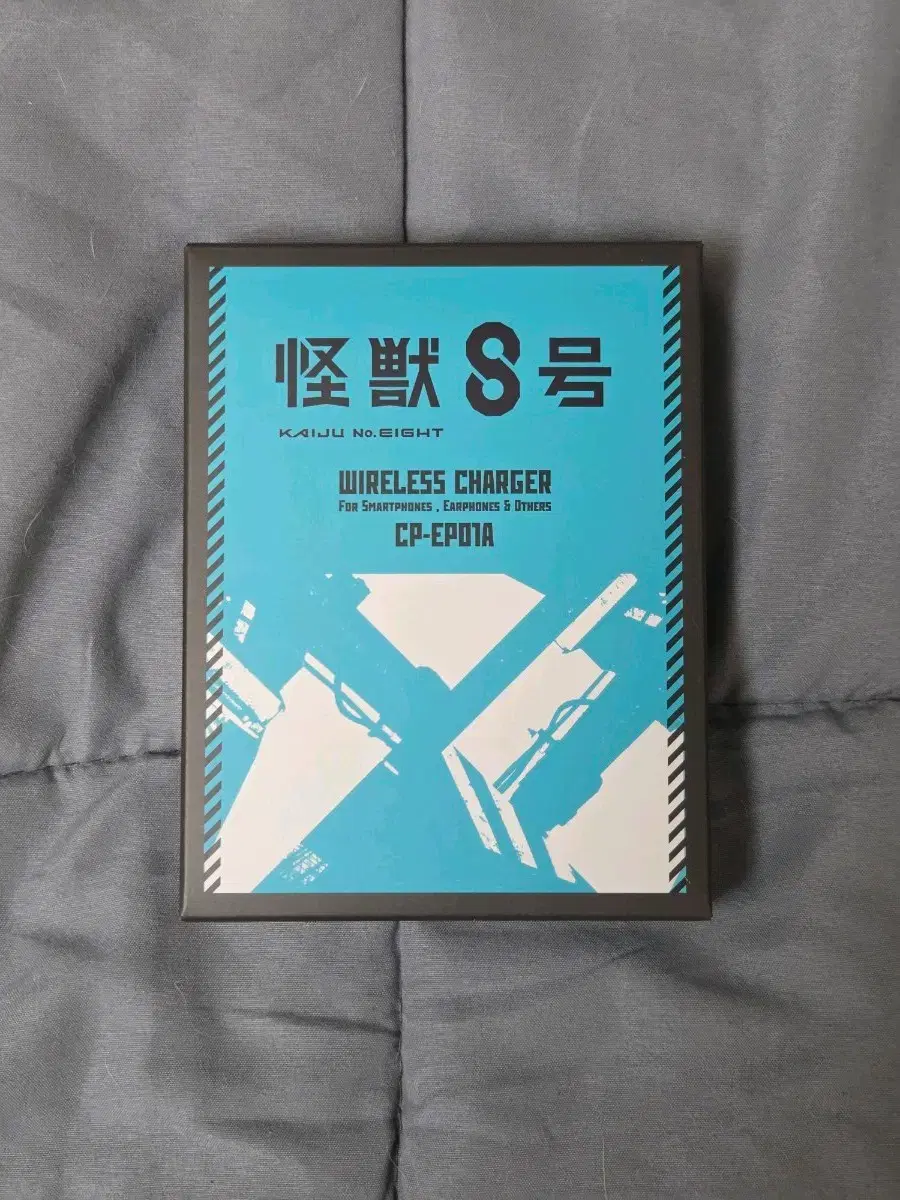 怪獣8号
KAIJU No.EIGHT
WIRELESS CHARGER
FOR SMARTPHONES , EARPHONES & OTHERS
CP-EP01A